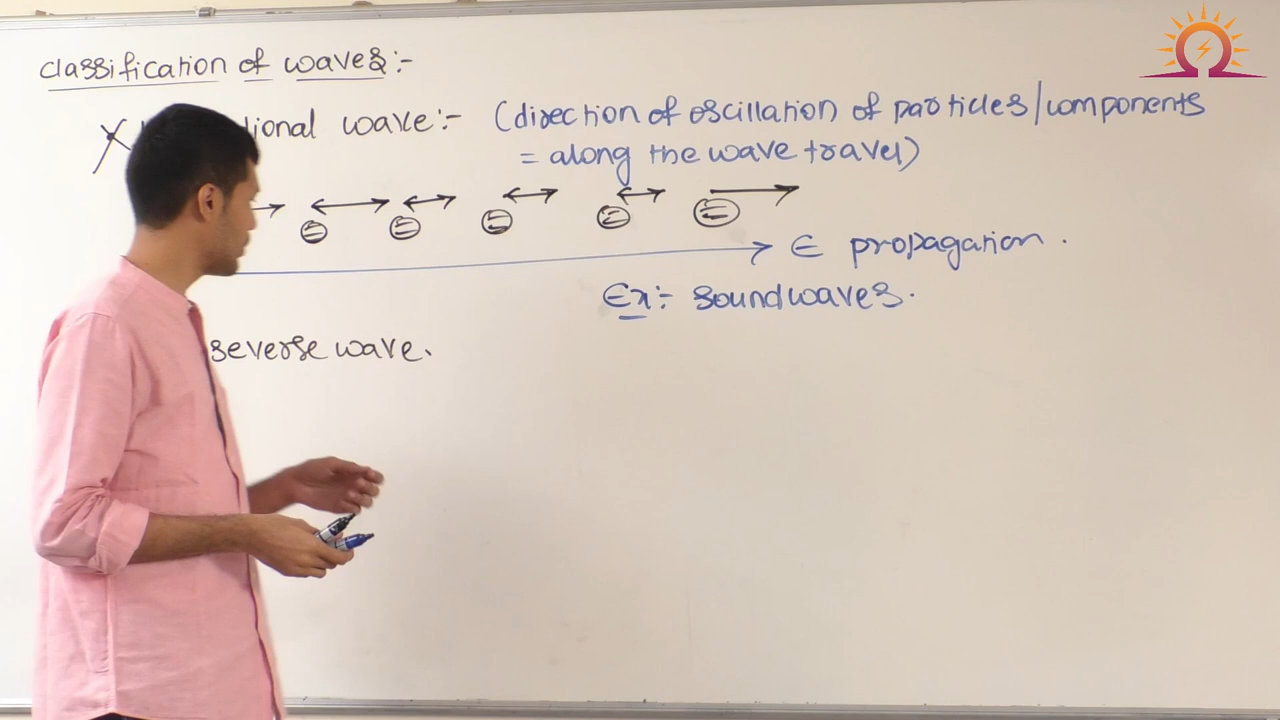 classification of waves:-
wave:- (direction of oscillation of particles/components
= along the wave travel)
E propagation.
Ex:- soundwaves.
severse wave.